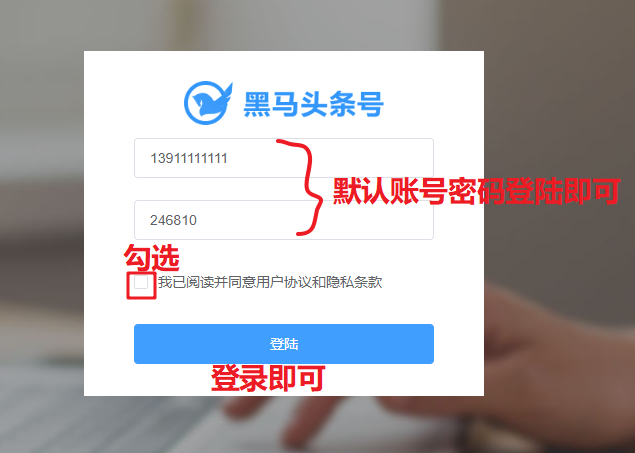 黑马头条号
13911111111
默认账号密码登陆即可
246810
勾选
我已阅读并同意用户协议和隐私条款
登陆
登录即可